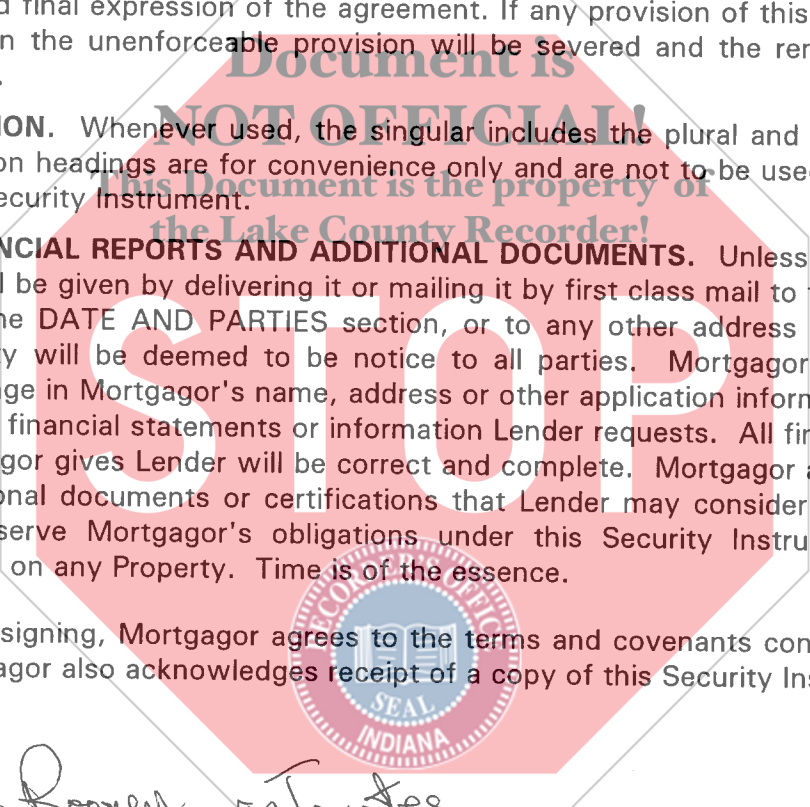 d final expression of the agreement. If any provision of this
n the unenforceable provision will be severed and the rer
Document is
NOT OFFICIAL!
ION. Whenever used, the singular includes the plural and
on headings are for convenience only and are not to be use
This Document is the property of
ecurity Instrument.
the Lake County Recorder!
NCIAL REPORTS AND ADDITIONAL DOCUMENTS. Unless
l be given by delivering it or mailing it by first class mail to
he DATE AND PARTIES section, or to any other address
ty will be deemed to be notice to all parties. Mortgagor
nge in Mortgagor's name, address or other application inform
financial statements or information Lender requests. All fin
gor gives Lender will be correct and complete. Mortgagor a
onal documents or certifications that Lender may consider
serve Mortgagor's obligations under this Security Instru
on any Property. Time is of the essence.
STOP
signing, Mortgagor agrees to the terms and covenants con
agor also acknowledges receipt of a copy of this Security Ins
RECORDER'S OFFICE
SEAL
INDIANA